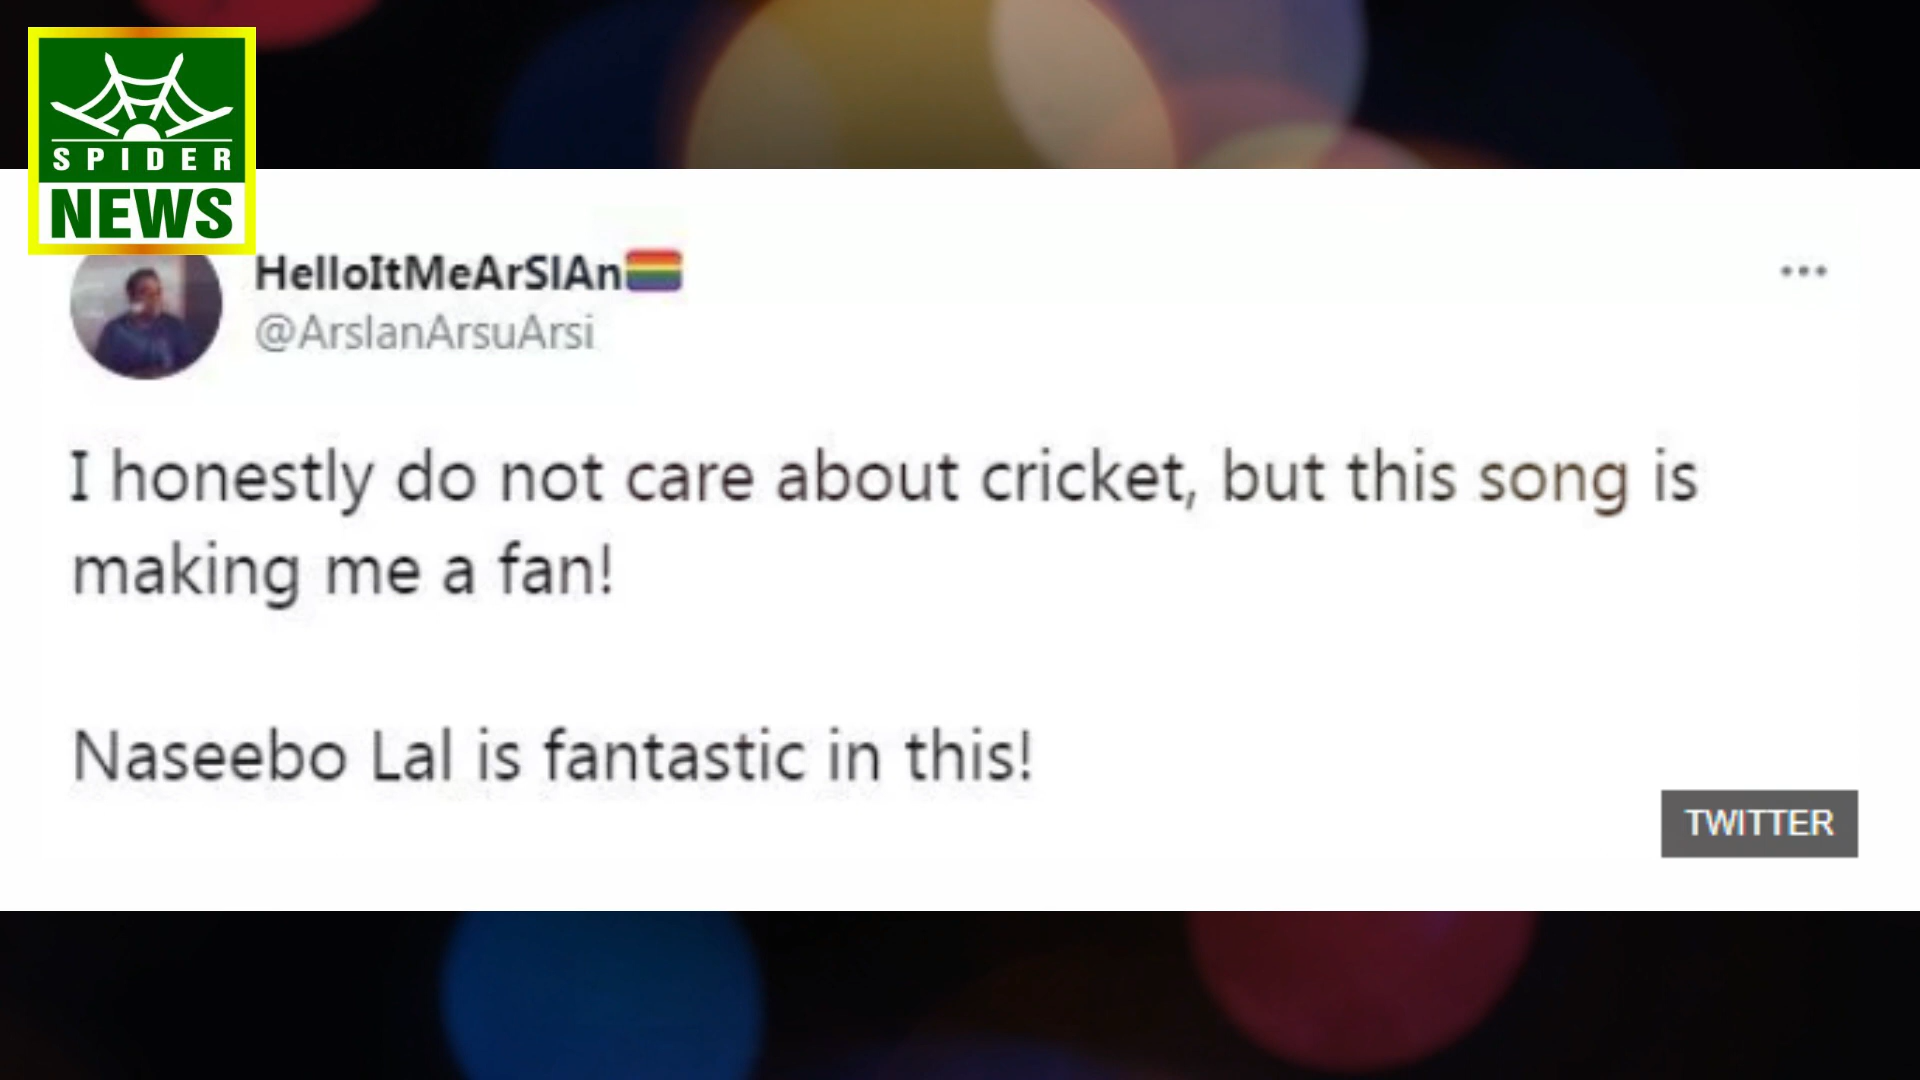 SPIDER
NEWS
HelloItMeArSlAn
@ArslanArsuArsi
I honestly do not care about cricket, but this song is
making me a fan!
Naseebo Lal is fantastic in this!
TWITTER